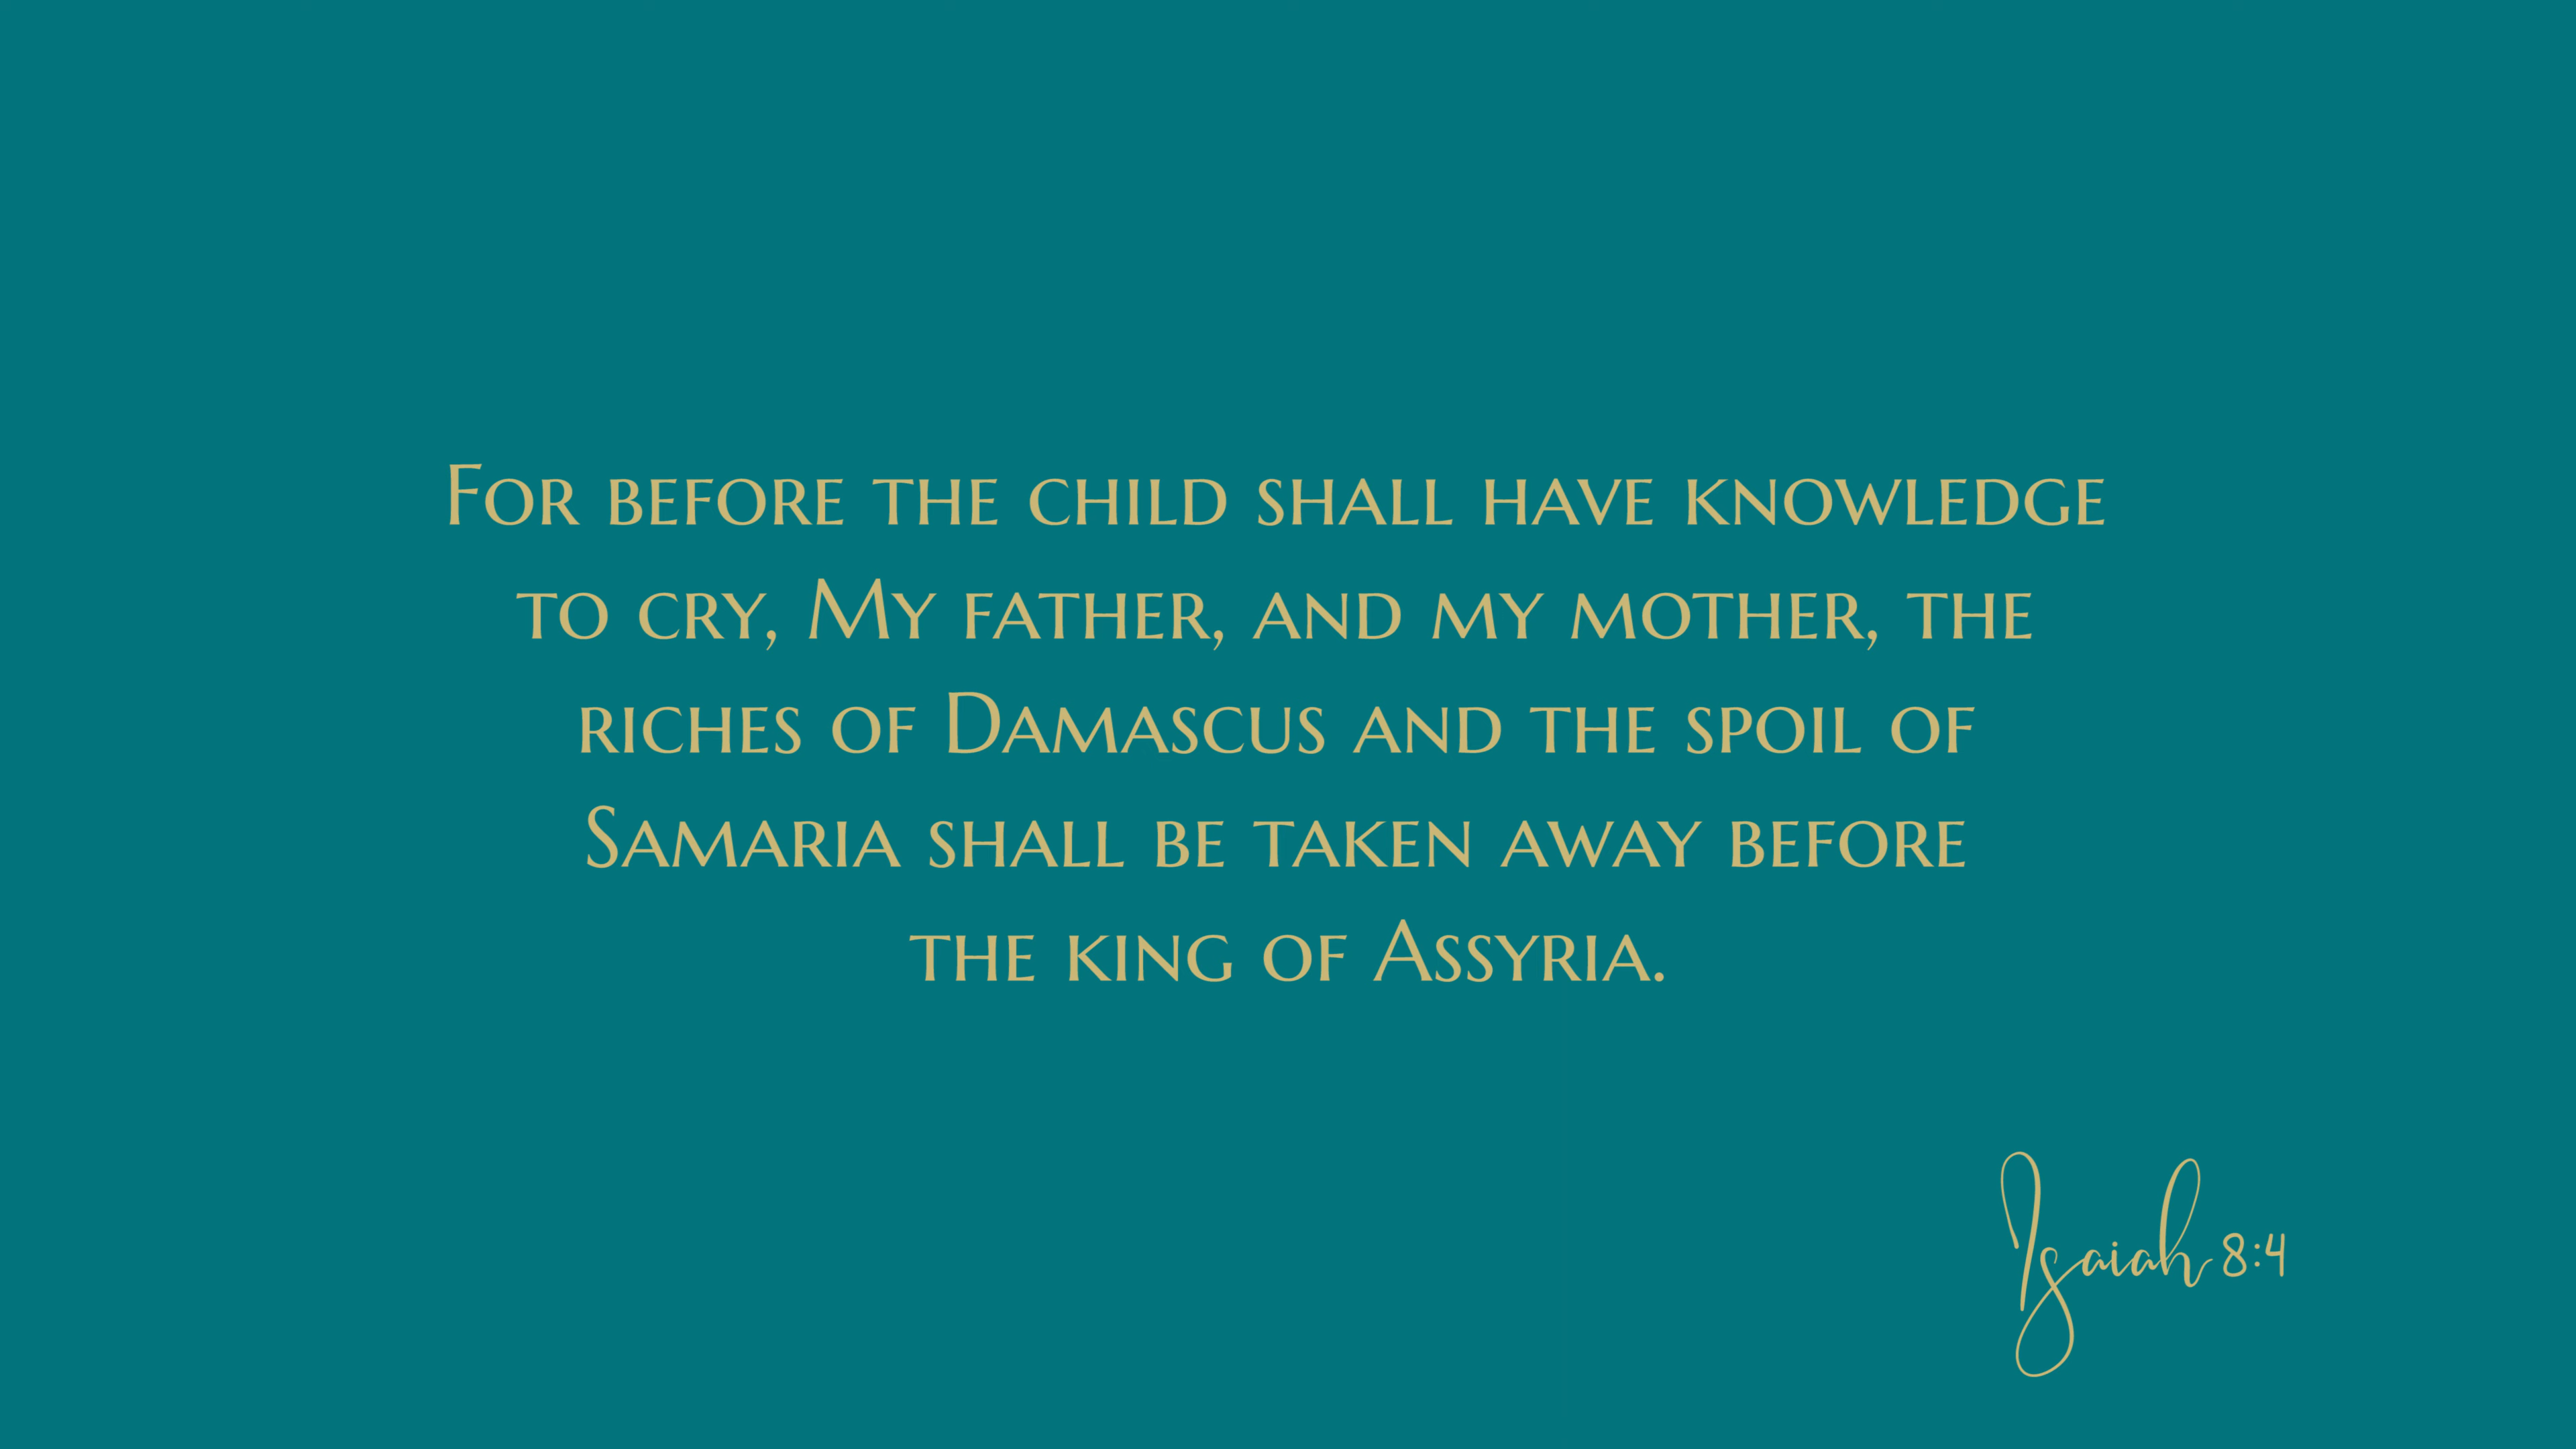 For before the child shall have knowledge
to cry, My father, and my mother, the
riches of Damascus and the spoil of
Samaria shall be taken away before
the king of Assyria.
Isaiah 8:4